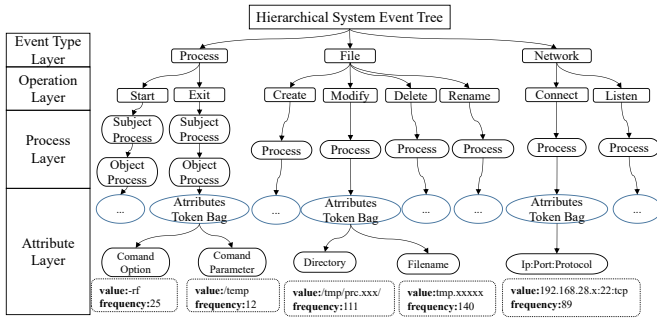 Hierarchical System Event Tree
Event Type
Layer
Process
File
Network
Operation
Layer
Start
Exit
Create
Modify
Delete
Rename
Connect
Listen
Process
Layer
Subject
Process
Subject
Process
Process
Process
Process
Process
Process
Process
Object
Process
Object
Process
Attribute
Layer
...
Atrributes
Token Bag
...
Atrributes
Token Bag
...
...
Atrributes
Token Bag
...
Comand
Option
Comand
Parameter
Directory
Filename
Ip:Port:Protocol
value:-rf
frequency:25
value:/temp
frequency:12
value:/tmp/prc.xxx/
frequency:111
value:tmp.xxxxx
frequency:140
value:192.168.28.x:22:tcp
frequency:89